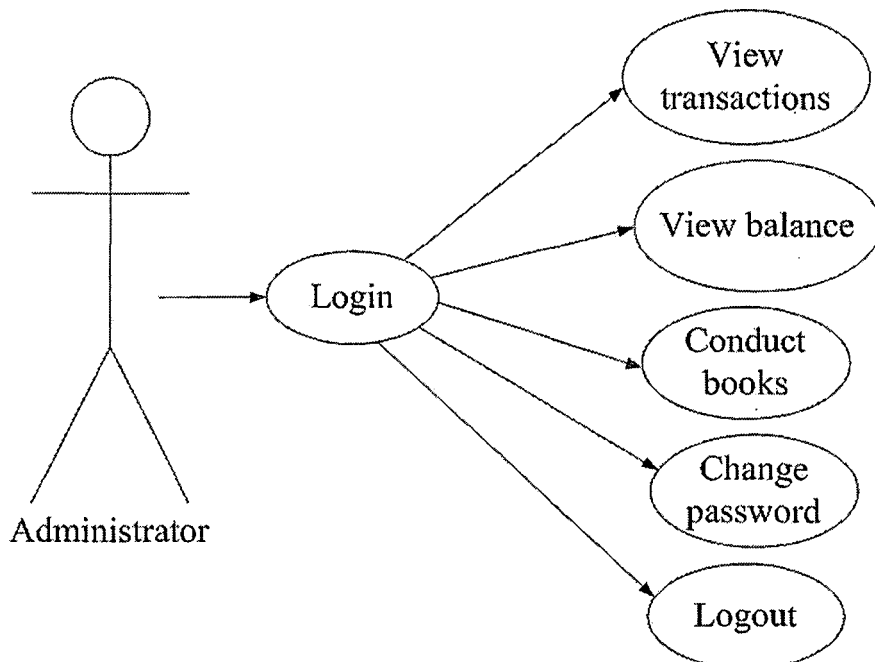 View
transactions
View balance
Login
Conduct
books
Change
password
Administrator
Logout